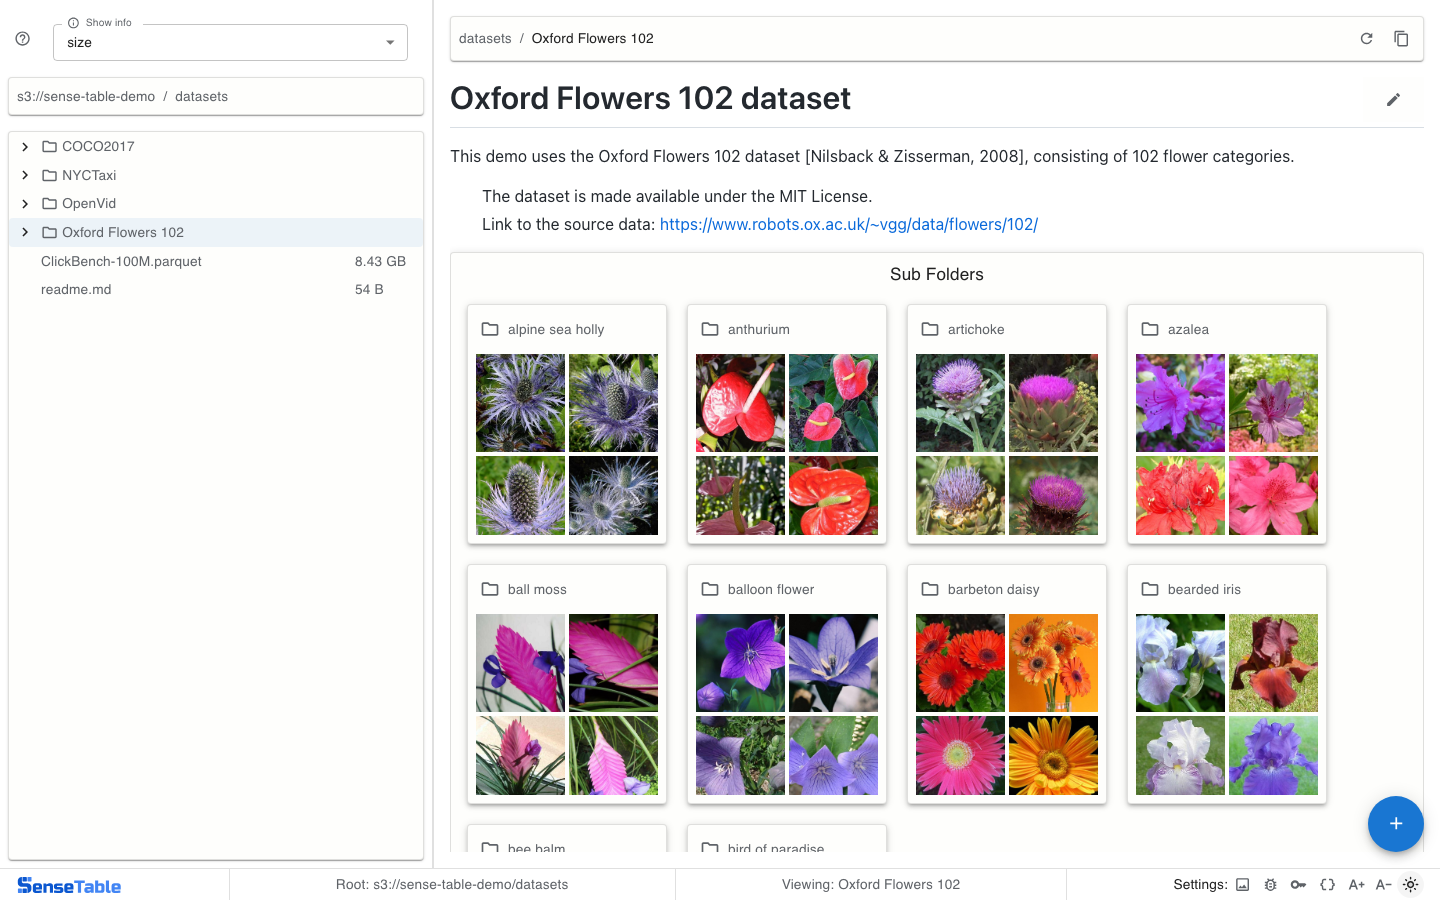 Show info
size
s3://sense-table-demo / datasets
COCO2017
NYCTaxi
OpenVid
Oxford Flowers 102
ClickBench-100M.parquet 8.43 GB
readme.md 54 B
datasets / Oxford Flowers 102
Oxford Flowers 102 dataset
This demo uses the Oxford Flowers 102 dataset [Nilsback & Zisserman, 2008], consisting of 102 flower categories.
The dataset is made available under the MIT License.
Link to the source data: https://www.robots.ox.ac.uk/~vgg/data/flowers/102/
Sub Folders
alpine sea holly
anthurium
artichoke
azalea
ball moss
balloon flower
barbeton daisy
bearded iris
bee balm
bird of paradise
SenseTable
Root: s3://sense-table-demo/datasets
Viewing: Oxford Flowers 102
Settings:
A+ A-